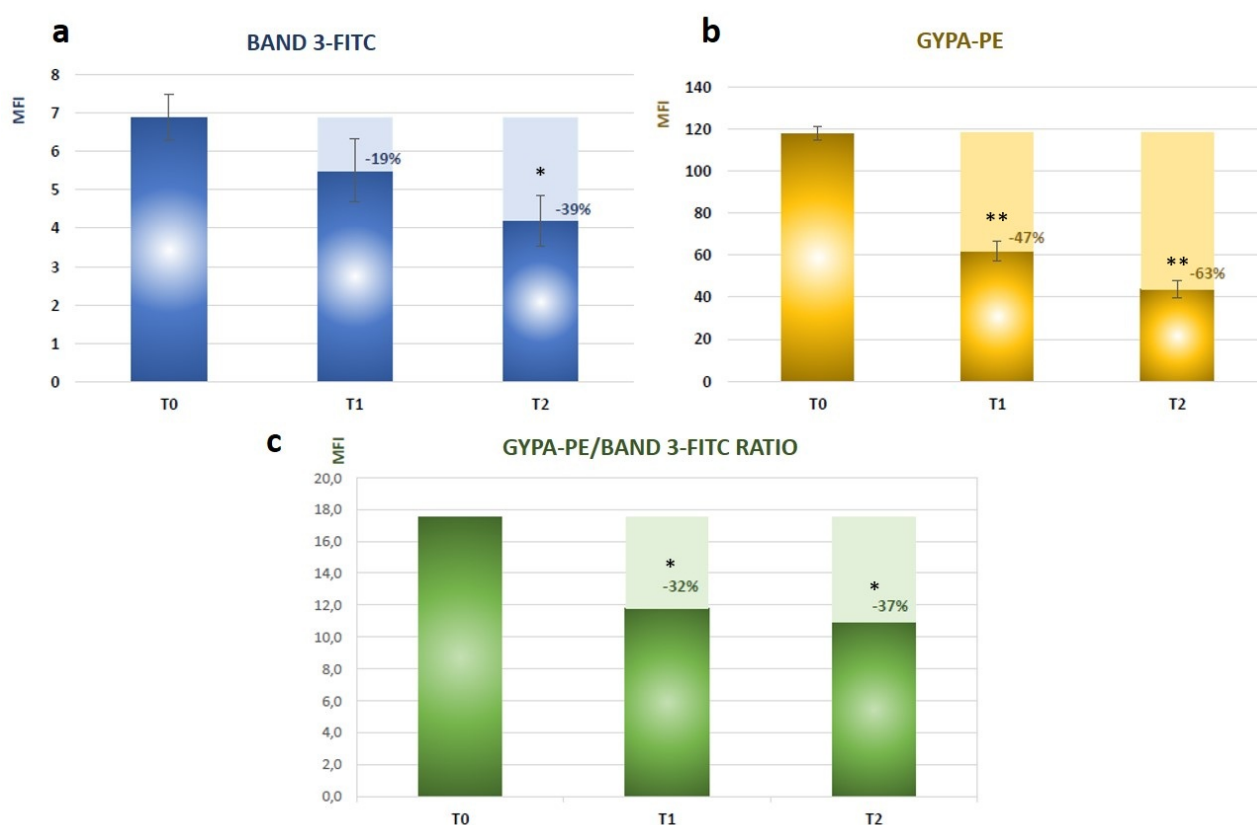 a
BAND 3-FITC
MFI
8
7
6
5
4
3
2
1
0
-19%
*
-39%
T0
T1
T2
b
GYPA-PE
MFI
140
120
100
80
60
40
20
0
**
-47%
**
-63%
T0
T1
T2
c
GYPA-PE/BAND 3-FITC RATIO
MFI
20,0
18,0
16,0
14,0
12,0
10,0
8,0
6,0
4,0
2,0
0,0
*
-32%
*
-37%
T0
T1
T2